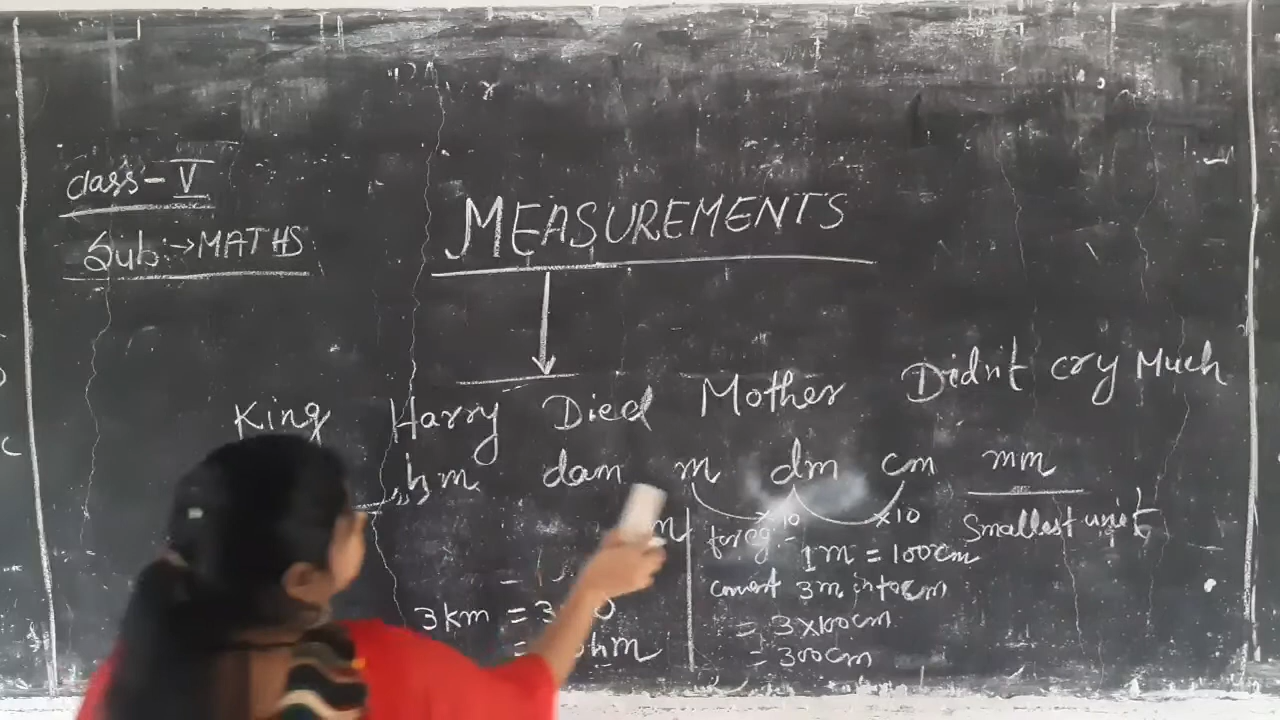 class - V
Sub :→ MATHS
MEASUREMENTS
King Harry Died Mother Didn't cry Much
hm dam m dm cm mm
×10 ×10
Smallest unit
for eg :-
1m = 100cm
convert 3m into cm
= 3×100cm
= 300cm
3km = 3
hm